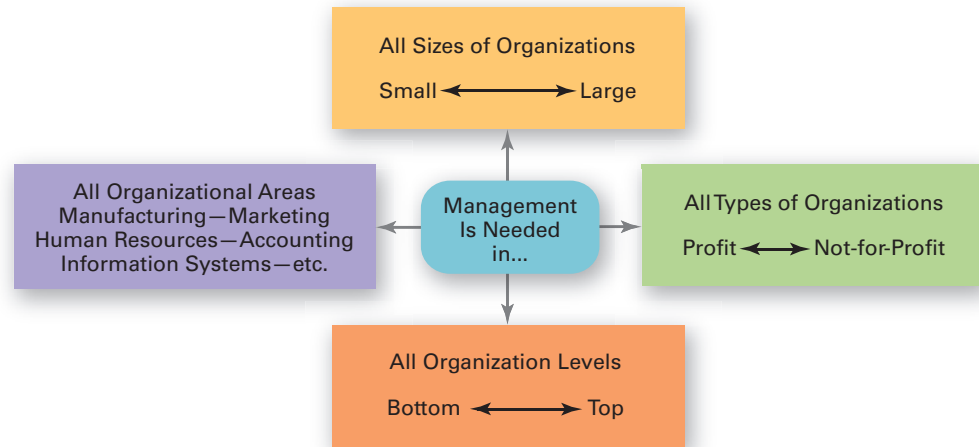 All Sizes of Organizations
Small Large
All Organizational Areas
Manufacturing—Marketing
Human Resources—Accounting
Information Systems—etc.
Management
Is Needed
in...
All Types of Organizations
Profit Not-for-Profit
All Organization Levels
Bottom Top